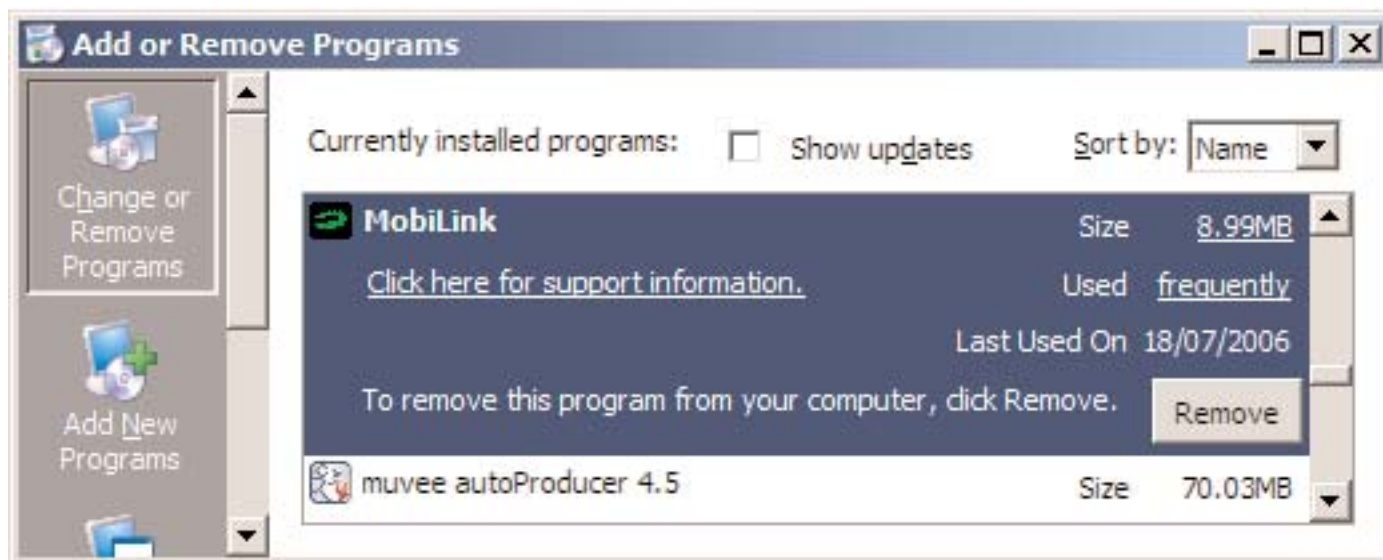 Add or Remove Programs
Change or
Remove
Programs
Add New
Programs
Currently installed programs:
Show updates
Sort by: Name
MobiLink
Size 8.99MB
Click here for support information.
Used frequently
Last Used On 18/07/2006
To remove this program from your computer, click Remove.
Remove
muvee autoProducer 4.5
Size 70.03MB